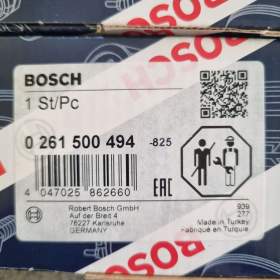 BOSCH
1 St/Pc
0 261 500 494
-825
4 047025 862660
EAC
Robert Bosch GmbH
Auf der Breit 4
76227 Karlsruhe
GERMANY
939
277
Made in Turkey
Fabriqué en Turquie